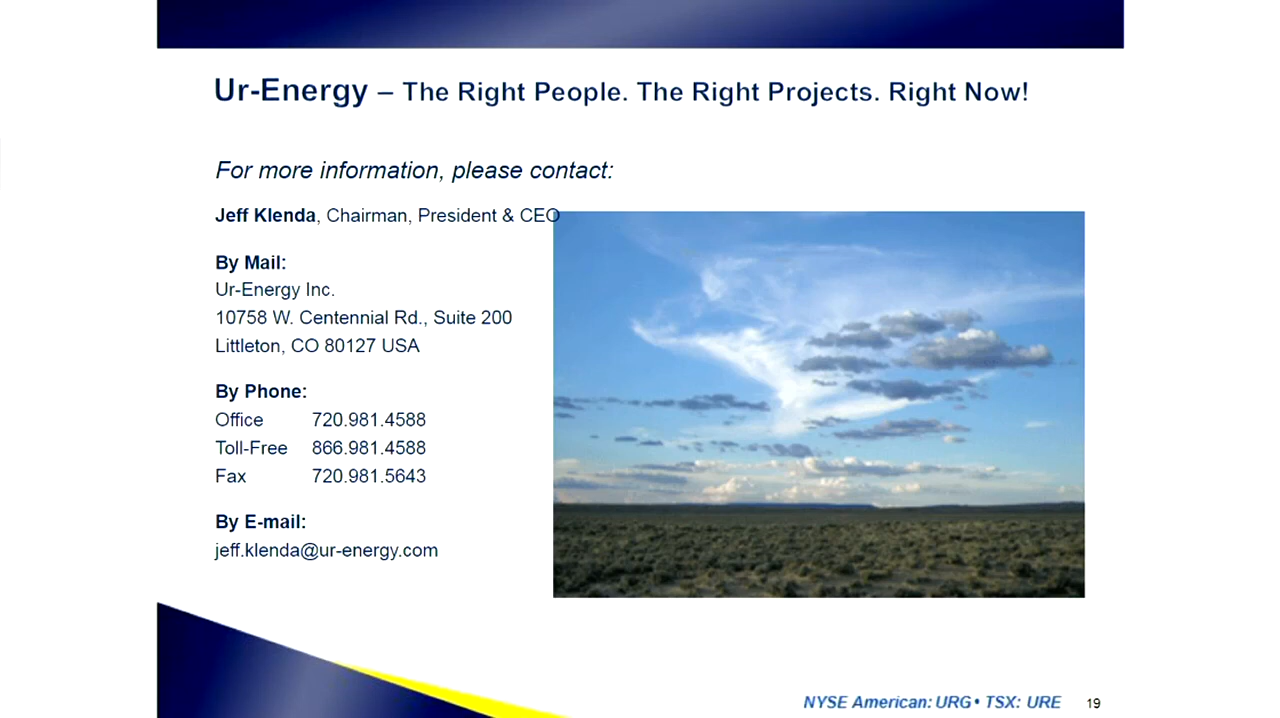 Ur-Energy – The Right People. The Right Projects. Right Now!
For more information, please contact:
Jeff Klenda, Chairman, President & CEO
By Mail:
Ur-Energy Inc.
10758 W. Centennial Rd., Suite 200
Littleton, CO 80127 USA
By Phone:
Office 720.981.4588
Toll-Free 866.981.4588
Fax 720.981.5643
By E-mail:
jeff.klenda@ur-energy.com
NYSE American: URG • TSX: URE 19